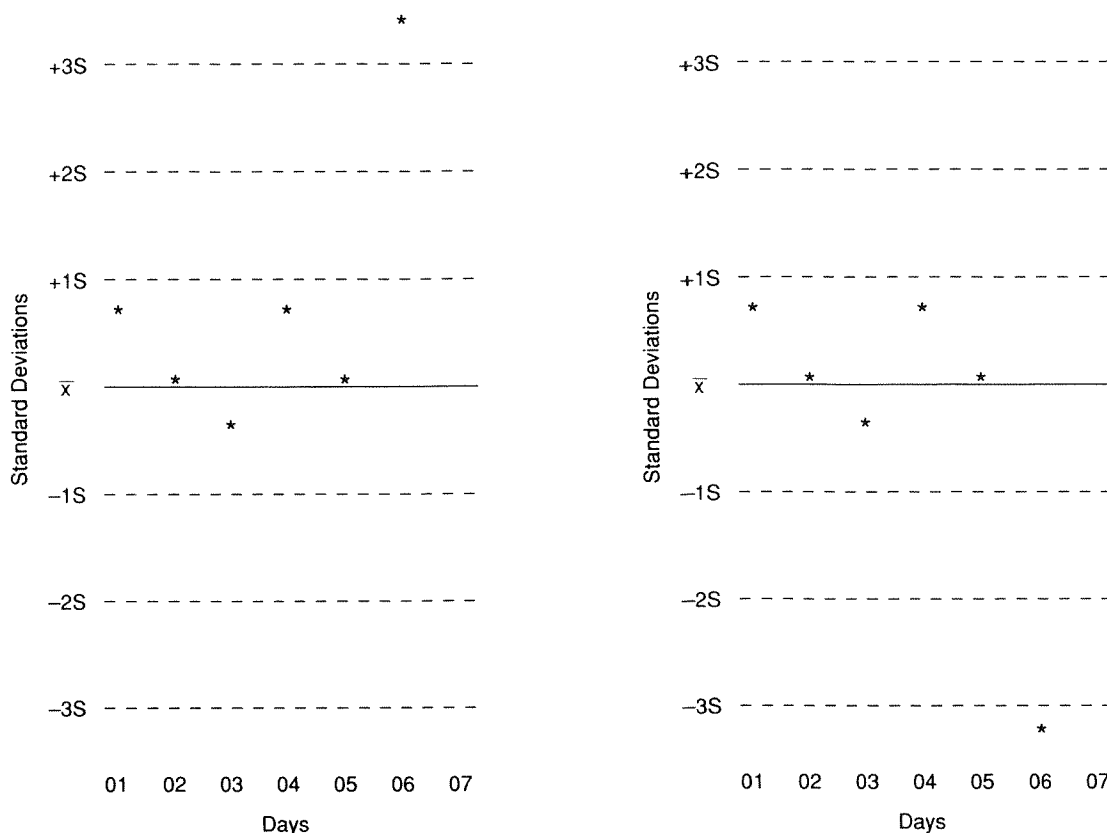 +3S
+2S
+1S
x̅
–1S
–2S
–3S
Standard Deviations
01 02 03 04 05 06 07
Days
+3S
+2S
+1S
x̅
–1S
–2S
–3S
Standard Deviations
01 02 03 04 05 06 07
Days